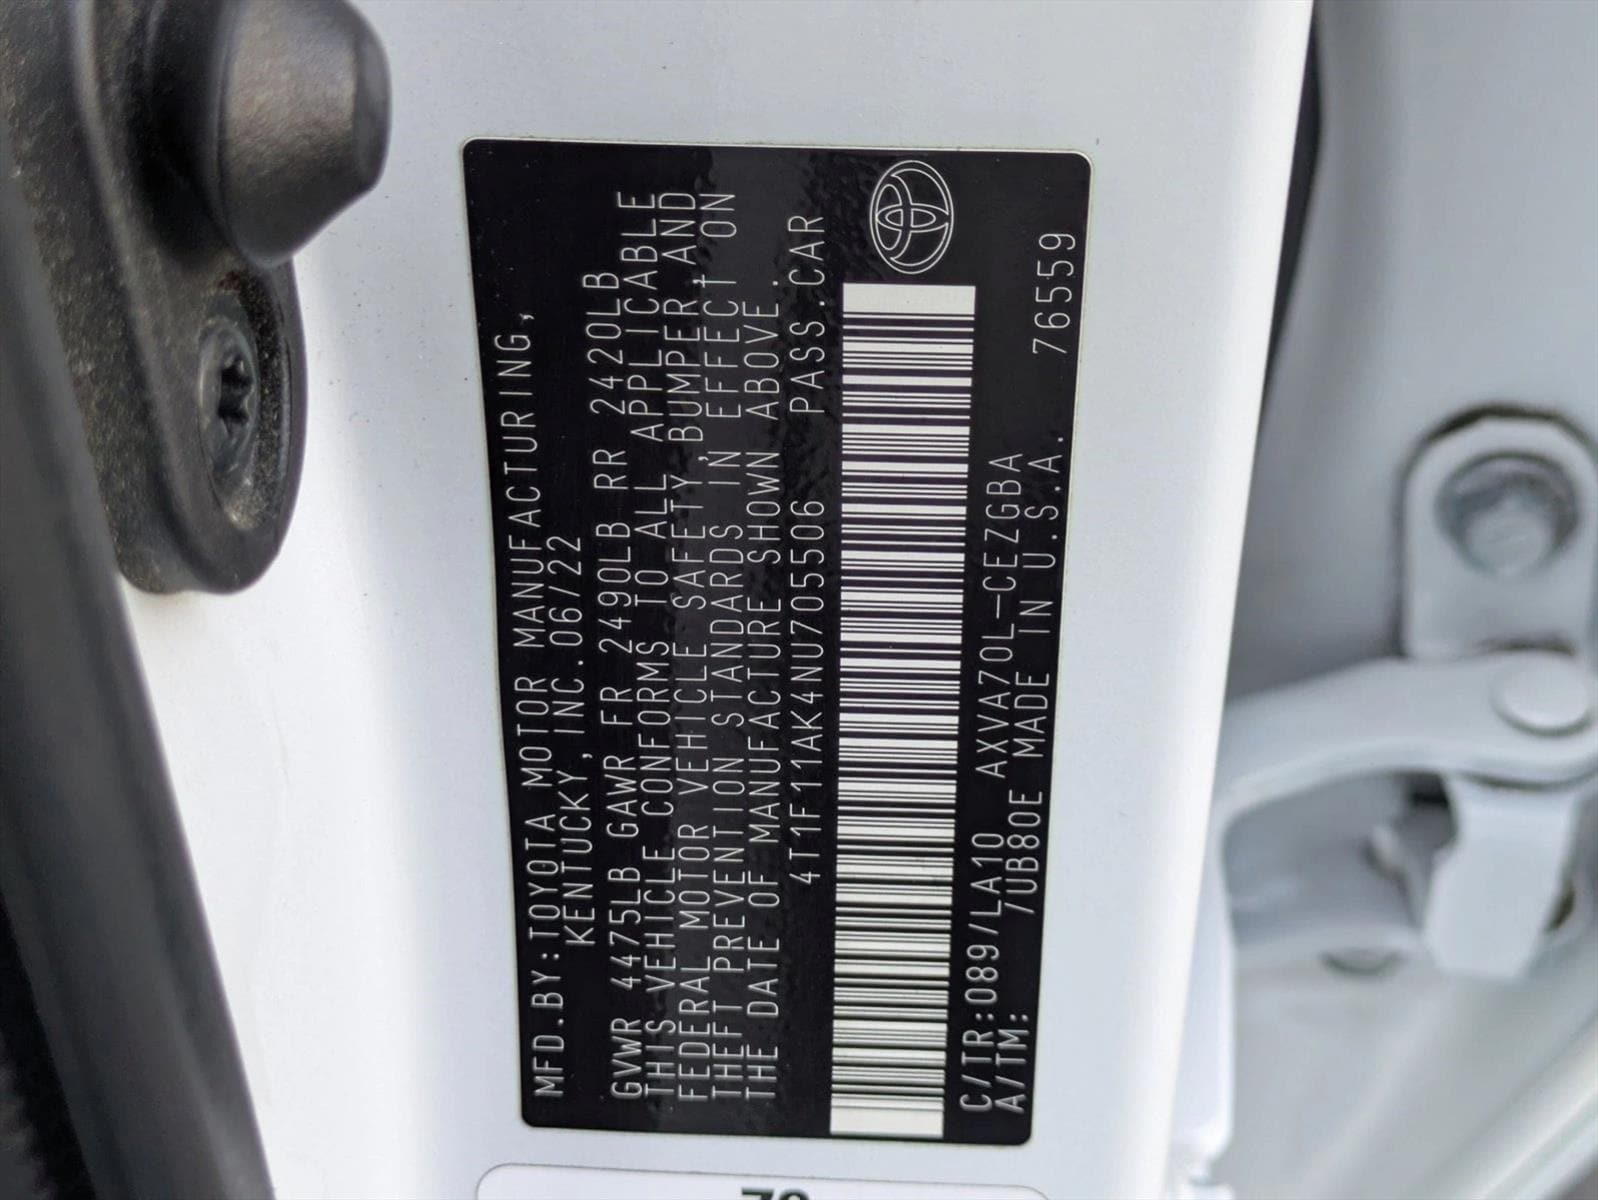 MFD.BY:TOYOTA MOTOR MANUFACTURING,
KENTUCKY,INC.06/22
GVWR 4475LB GAWR FR 2490LB RR 2420LB
THIS VEHICLE CONFORMS TO ALL APPLICABLE
FEDERAL MOTOR VEHICLE SAFETY,BUMPER,AND
THEFT PREVENTION STANDARDS IN EFFECT ON
THE DATE OF MANUFACTURE SHOWN ABOVE.
4T1F11AK4NU705506 PASS.CAR
C/TR:089/LA10 AXVA70L-CEZGBA
A/TM: 7UB80E MADE IN U.S.A. 76559